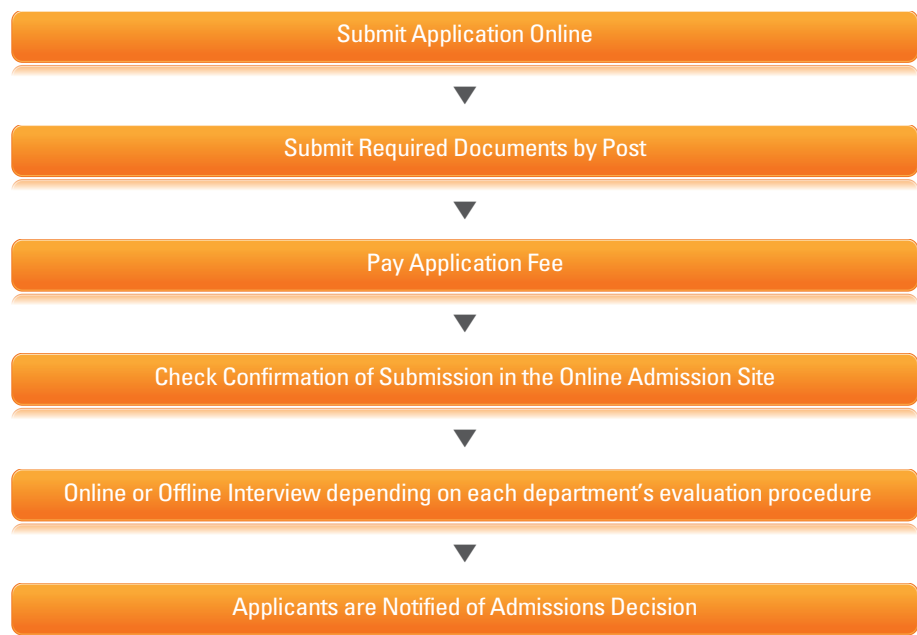 Submit Application Online
Submit Required Documents by Post
Pay Application Fee
Check Confirmation of Submission in the Online Admission Site
Online or Offline Interview depending on each department’s evaluation procedure
Applicants are Notified of Admissions Decision